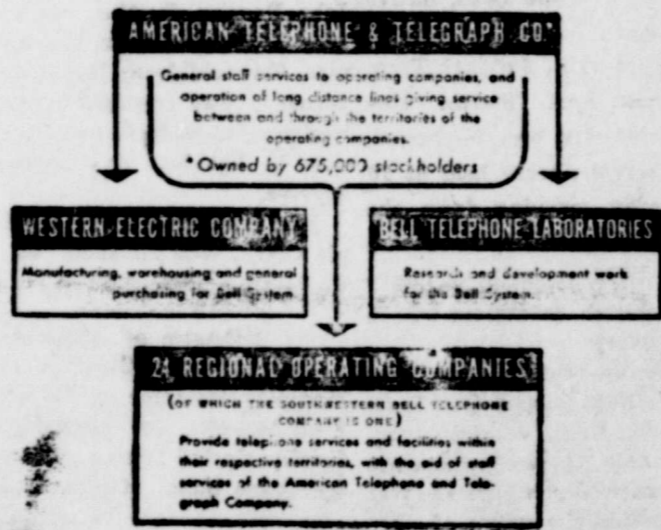 AMERICAN TELEPHONE & TELEGRAPH CO.*
General staff services to operating companies, and
operation of long distance lines giving service
between and through the territories of the
operating companies.
*Owned by 675,000 stockholders
WESTERN ELECTRIC COMPANY
BELL TELEPHONE LABORATORIES
Manufacturing, warehousing and general
purchasing for Bell System.
Research and development work
for the Bell System.
24 REGIONAL OPERATING COMPANIES
(OF WHICH THE SOUTHWESTERN BELL TELEPHONE
COMPANY IS ONE)
Provide telephone services and facilities within
their respective territories, with the aid of staff
services of the American Telephone and Tele-
graph Company.